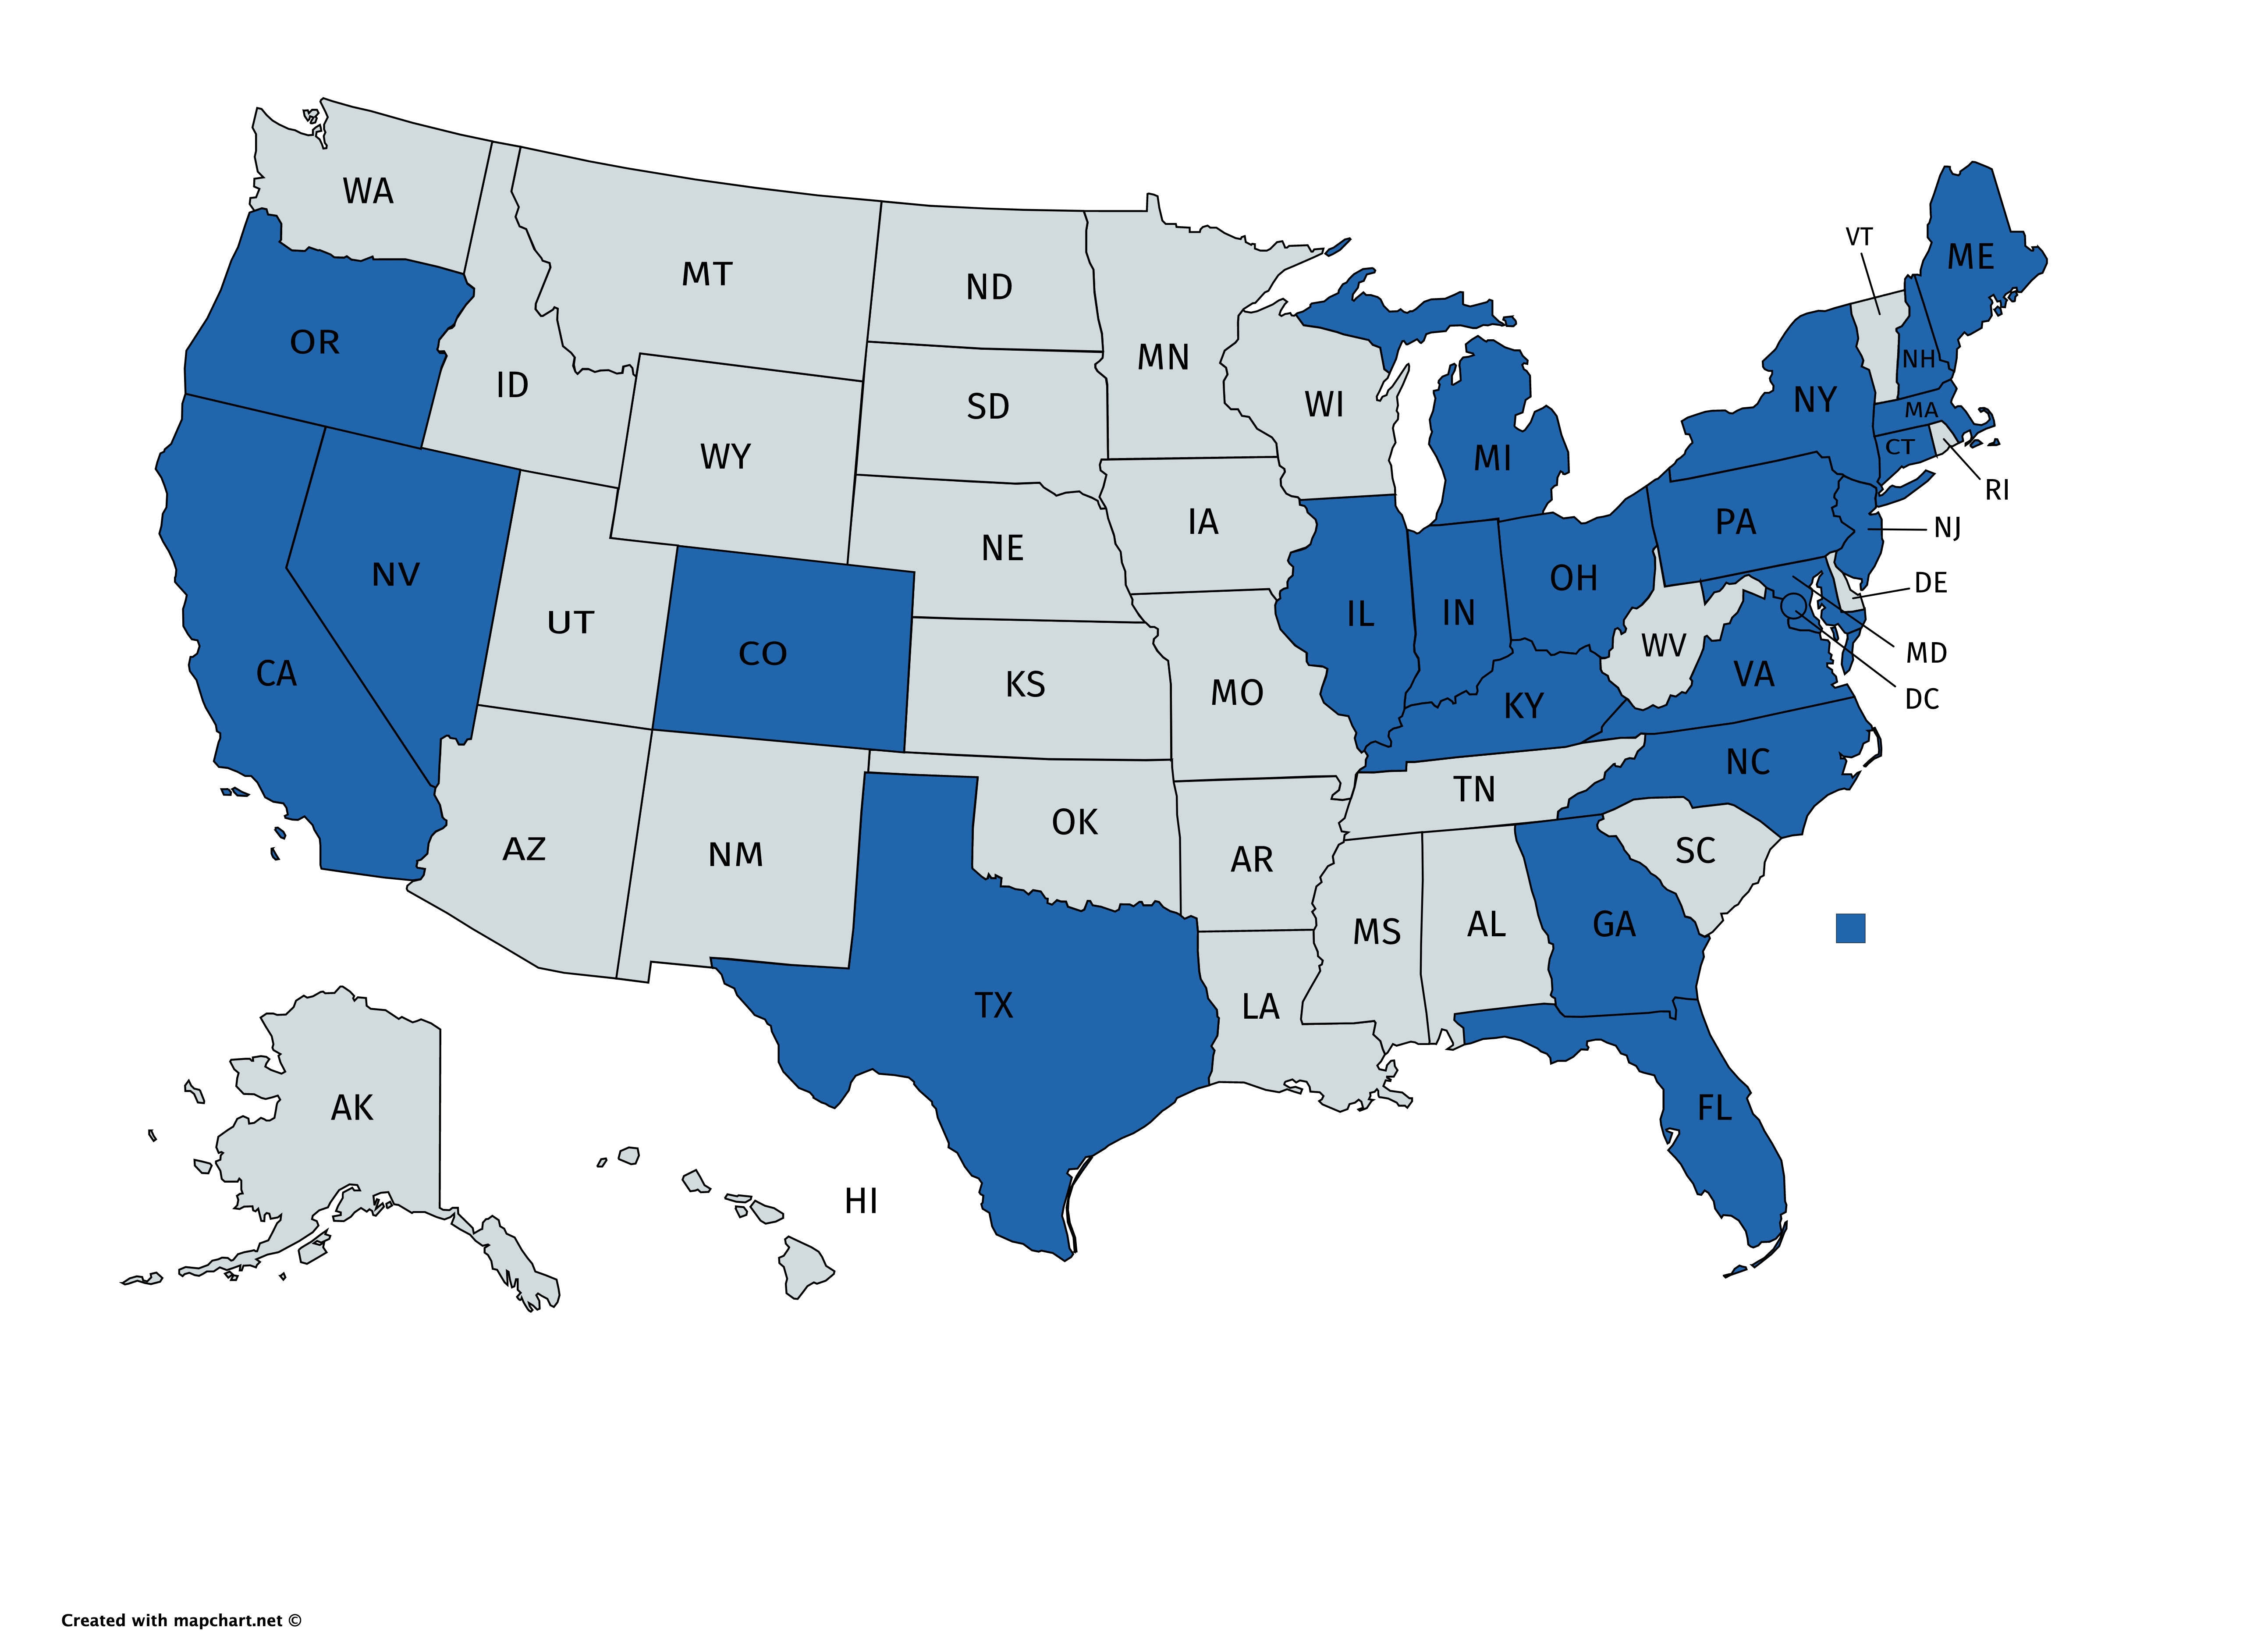 WA
VT
ME
MT
ND
OR
MN
NH
ID
SD
WI
NY
MA
WY
MI
CT
RI
IA
PA
NJ
NE
NV
OH
DE
IL
IN
UT
CO
WV
MD
CA
KS
MO
KY
VA
DC
NC
TN
OK
AZ
NM
AR
SC
MS
AL
GA
TX
LA
AK
FL
HI
Created with mapchart.net ©